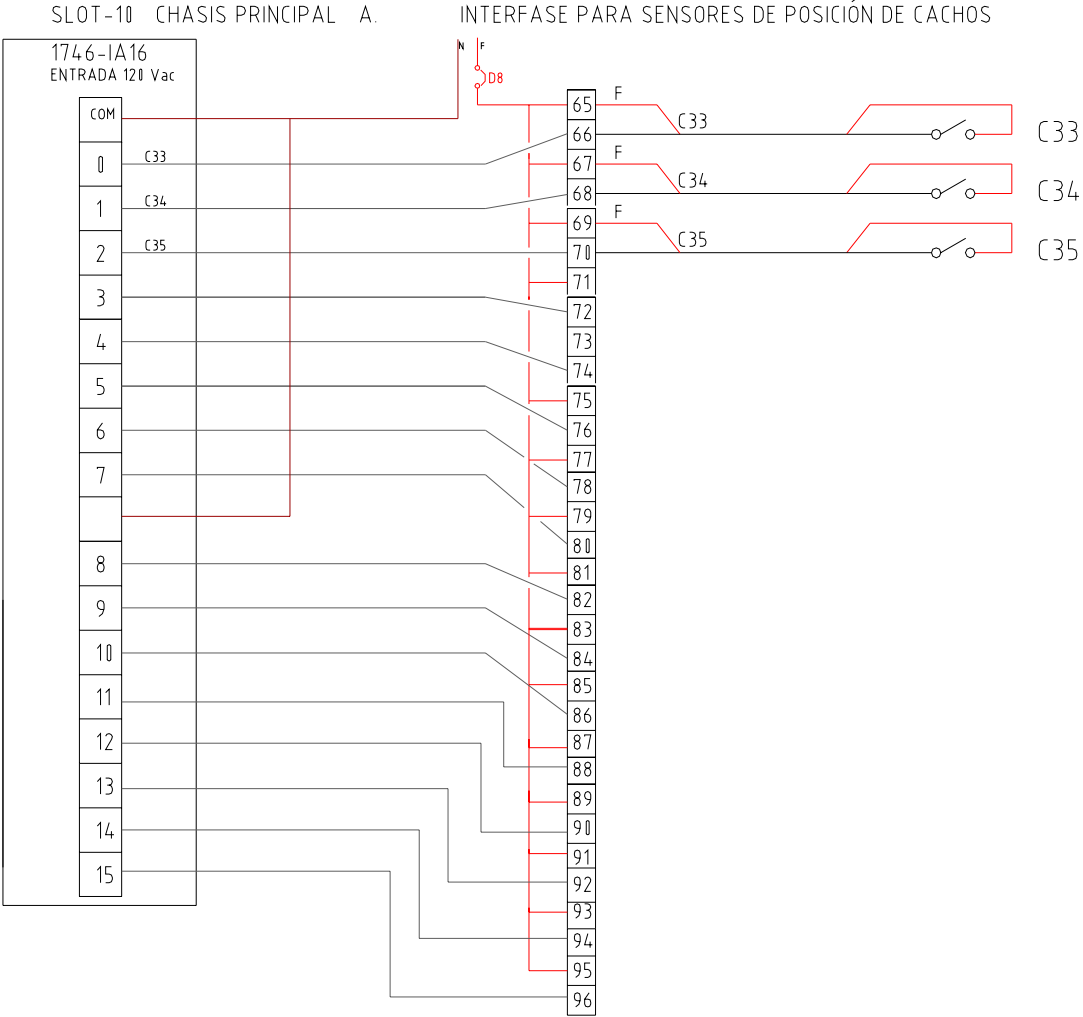 SLOT-10 CHASIS PRINCIPAL A.
INTERFASE PARA SENSORES DE POSICIÓN DE CACHOS
1746-IA16
ENTRADA 120 Vac
N F
D8
COM
0 C33
1 C34
2 C35
3
4
5
6
7
8
9
10
11
12
13
14
15
65 F
66 C33 C33
67 F
68 C34 C34
69 F
70 C35 C35
71
72
73
74
75
76
77
78
79
80
81
82
83
84
85
86
87
88
89
90
91
92
93
94
95
96